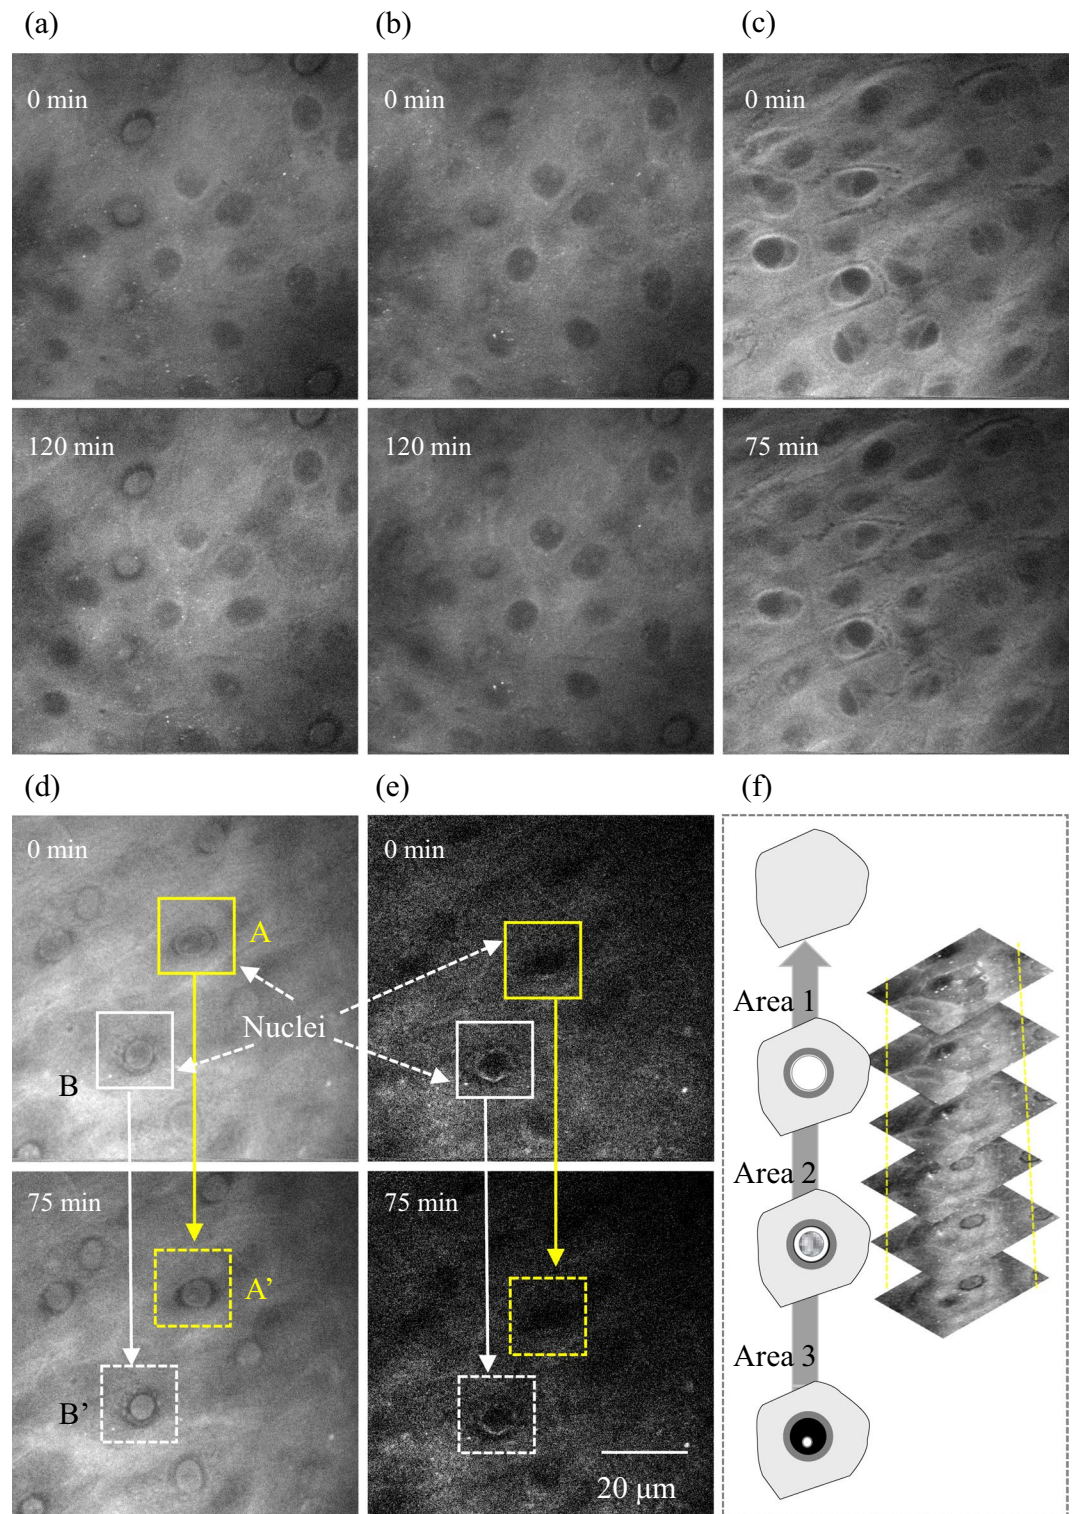 (a)
(b)
(c)
0 min
0 min
0 min
120 min
120 min
75 min
(d)
(e)
(f)
0 min
0 min
A
Nuclei
B
Area 1
Area 2
75 min
75 min
A’
B’
Area 3
20 μm